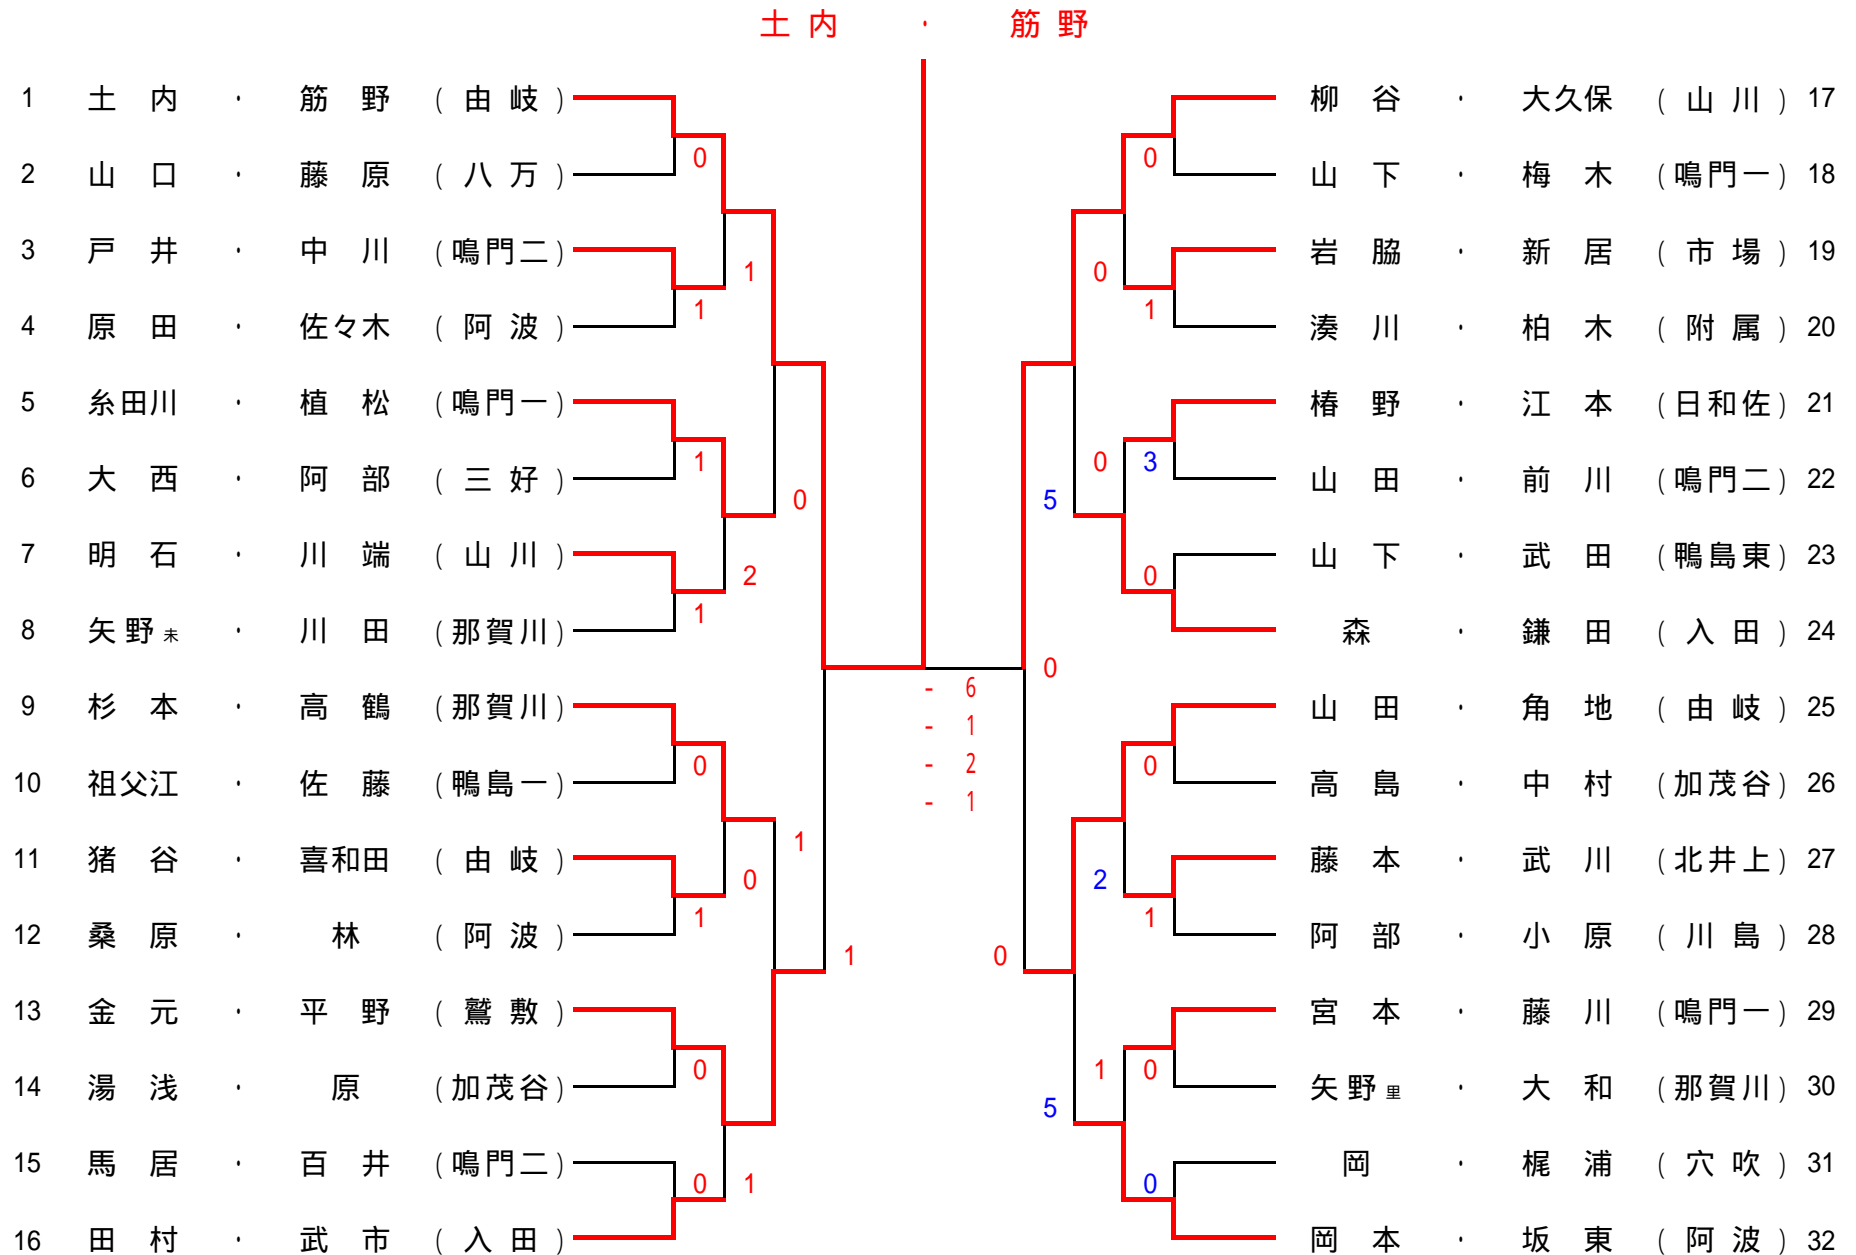 土内 ・ 筋野
1 土内 ・ 筋野 (由岐)
2 山口 ・ 藤原 (八万)
3 戸井 ・ 中川 (鳴門二)
4 原田 ・ 佐々木 (阿波)
5 糸田川 ・ 植松 (鳴門一)
6 大西 ・ 阿部 (三好)
7 明石 ・ 川端 (山川)
8 矢野未 ・ 川田 (那賀川)
9 杉本 ・ 高鶴 (那賀川)
10 祖父江 ・ 佐藤 (鴨島一)
11 猪谷 ・ 喜和田 (由岐)
12 桑原 ・ 林 (阿波)
13 金元 ・ 平野 (鷲敷)
14 湯浅 ・ 原 (加茂谷)
15 馬居 ・ 百井 (鳴門二)
16 田村 ・ 武市 (入田)
0
1
1
1
0
2
1
0
1
0
1
1
0
0
1
- 6
- 1
- 2
- 1
0
0
1
0
3
5
0
0
0
2
1
0
1
0
5
0
柳谷 ・ 大久保 (山川) 17
山下 ・ 梅木 (鳴門一) 18
岩脇 ・ 新居 (市場) 19
湊川 ・ 柏木 (附属) 20
椿野 ・ 江本 (日和佐) 21
山田 ・ 前川 (鳴門二) 22
山下 ・ 武田 (鴨島東) 23
森 ・ 鎌田 (入田) 24
山田 ・ 角地 (由岐) 25
高島 ・ 中村 (加茂谷) 26
藤本 ・ 武川 (北井上) 27
阿部 ・ 小原 (川島) 28
宮本 ・ 藤川 (鳴門一) 29
矢野里 ・ 大和 (那賀川) 30
岡 ・ 梶浦 (穴吹) 31
岡本 ・ 坂東 (阿波) 32